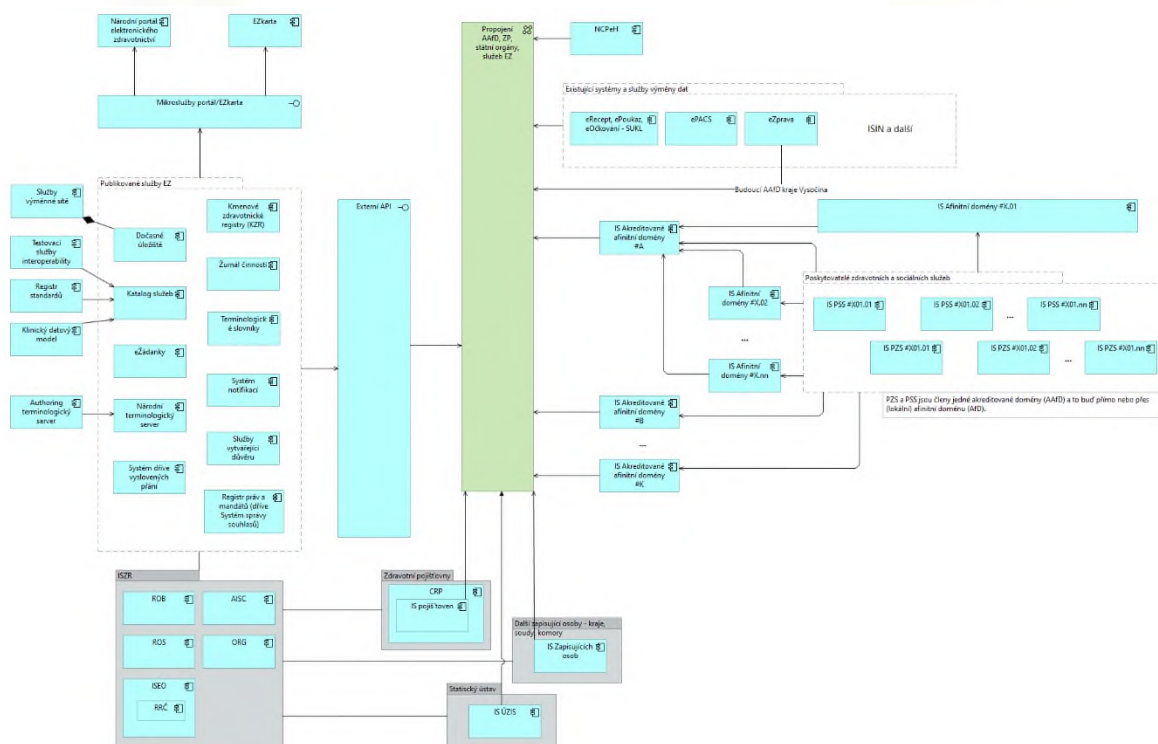 Národní portál
elektronického
zdravotnictví
EZkarta
Mikroslužby portál/EZkarta
Propojení
AAfD, ZP,
státní orgány,
služeb EZ
NCPeH
Existující systémy a služby výměny dat
eRecept, ePoukaz,
eOčkování - SUKL
ePACS
eZprava
ISIN a další
Budoucí AAfD kraje Vysočina
Publikované služby EZ
Služby
výměnné sítě
Dočasné
úložiště
Kmenové
zdravotnické
registry (KZR)
Testovací
služby
interoperability
Žurnál činností
Registr
standardů
Katalog služeb
Klinický datový
model
Terminologick
é slovníky
eŽádanky
Systém
notifikací
Authoring
terminologický
server
Národní
terminologický
server
Služby
vytvářející
důvěru
Systém dříve
vyslovených
přání
Registr práv a
mandátů (dříve
Systém správy
souhlasů)
Externí API
IS Afinitní domény #X.01
IS Akreditované
afinitní domény
#A
Poskytovatelé zdravotních a sociálních služeb
IS Afinitní
domény #X.02
...
IS Afinitní
domény #X.nn
IS PSS #X01.01
IS PSS #X01.02
...
IS PSS #X01.nn
IS PZS #X01.01
IS PZS #X01.02
...
IS PZS #X01.nn
PZS a PSS jsou členy jedné akreditované domény (AAfD) a to buď přímo nebo přes
(lokální) afinitní doménu (AfD).
IS Akreditované
afinitní domény
#B
...
IS Akreditované
afinitní domény
#K
ISZR
ROB
AISC
ROS
ORG
ISEO
RRČ
Zdravotní pojišťovny
CRP
IS pojišťaven
Další zapisující osoby - kraje,
soudy, komory
IS Zapisujících
osob
Statiscký ústav
IS ÚZIS